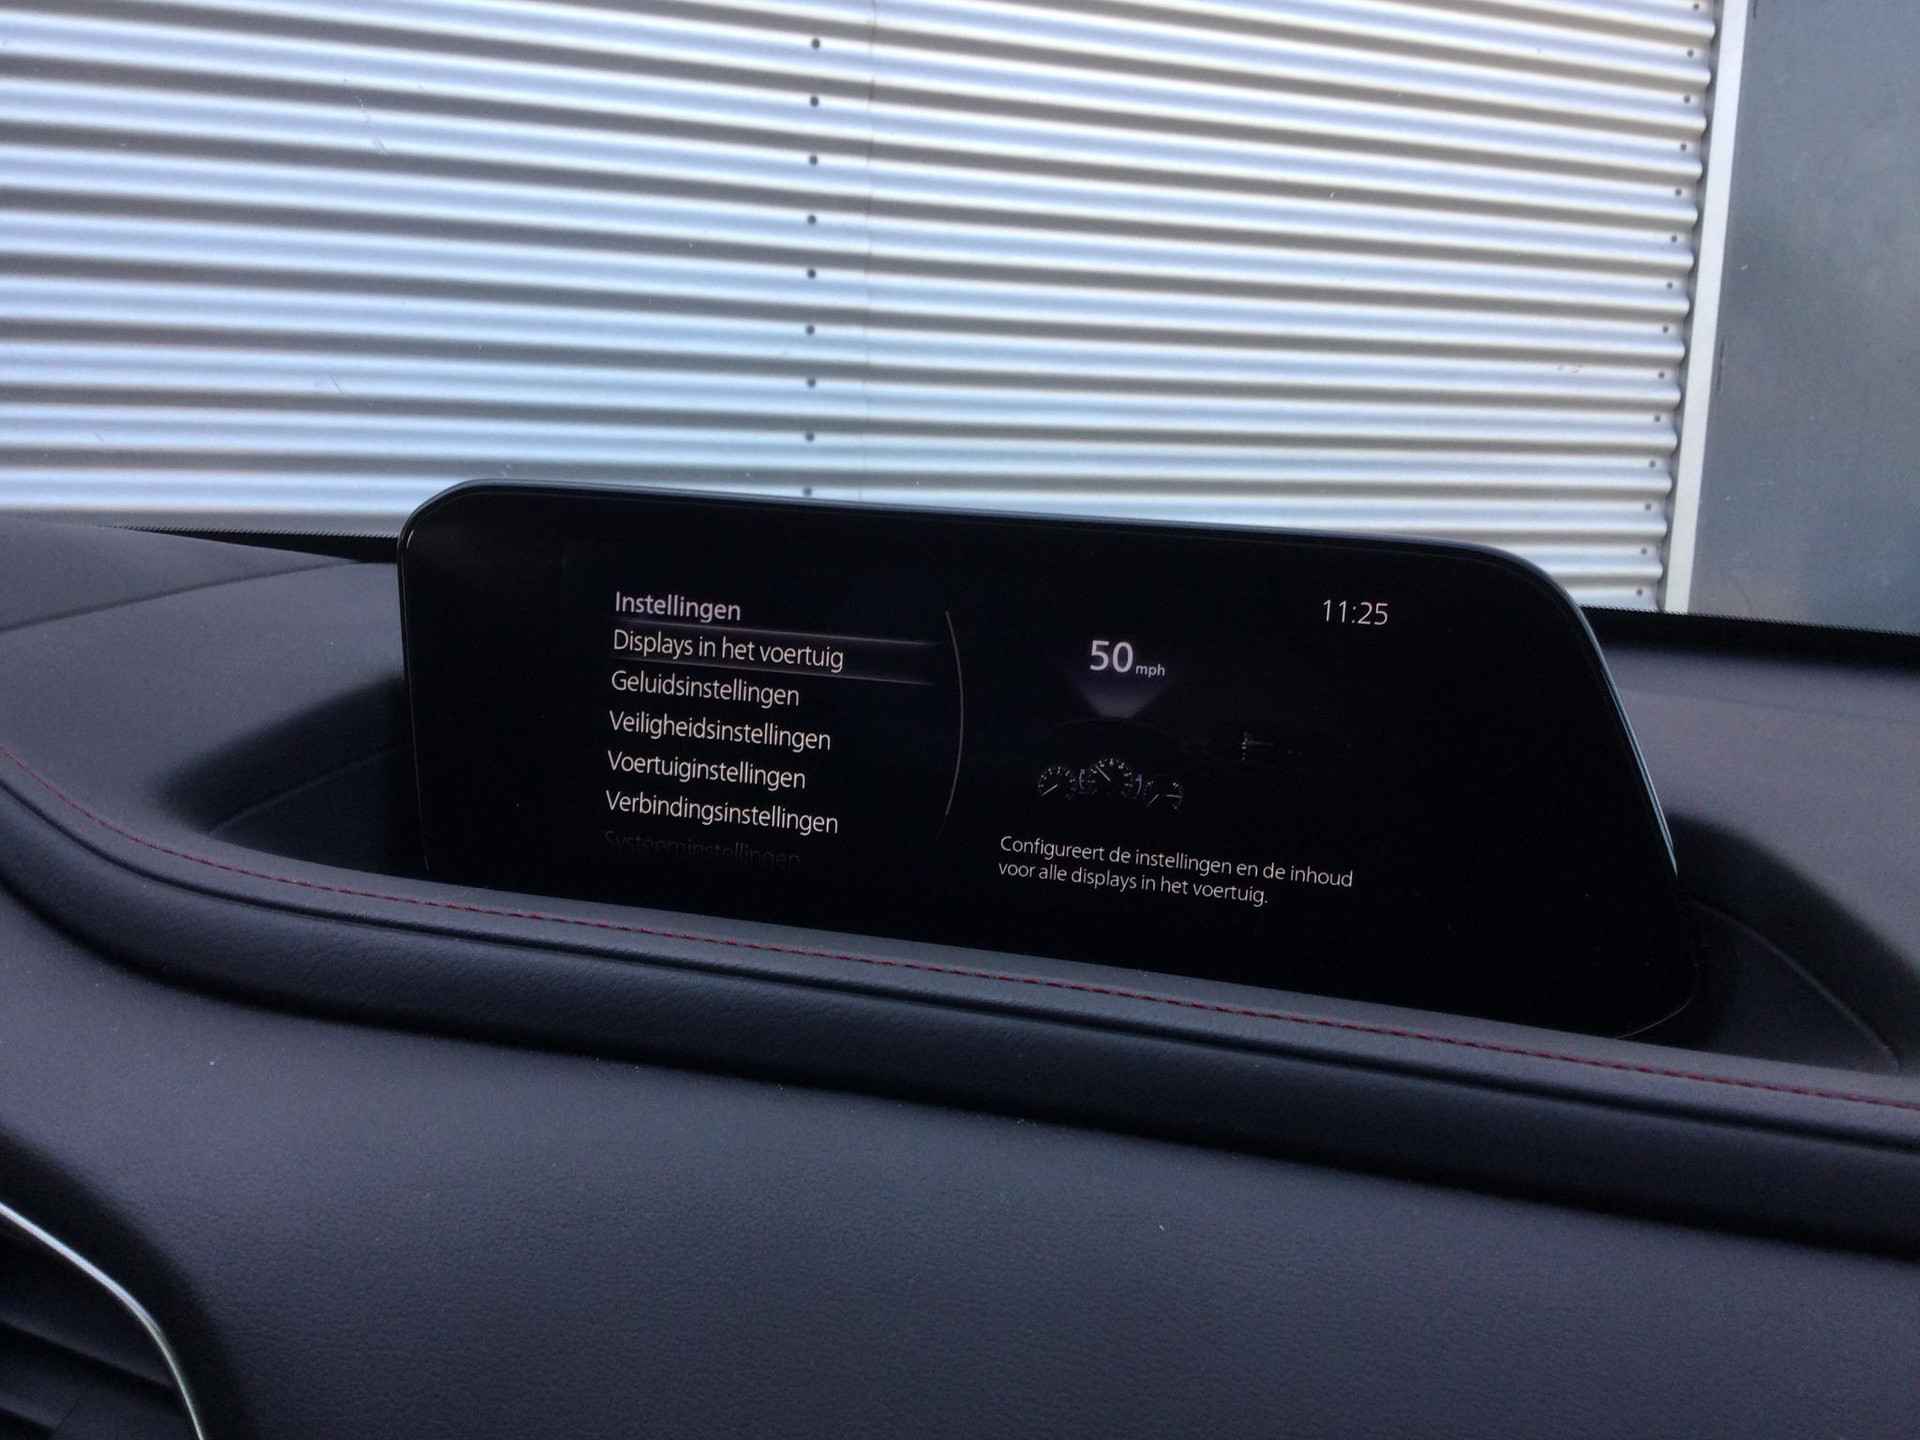 Instellingen
11:25
Displays in het voertuig
Geluidsinstellingen
Veiligheidsinstellingen
Voertuiginstellingen
Verbindingsinstellingen
Systeeminstellingen
50 mph
Configureert de instellingen en de inhoud
voor alle displays in het voertuig.